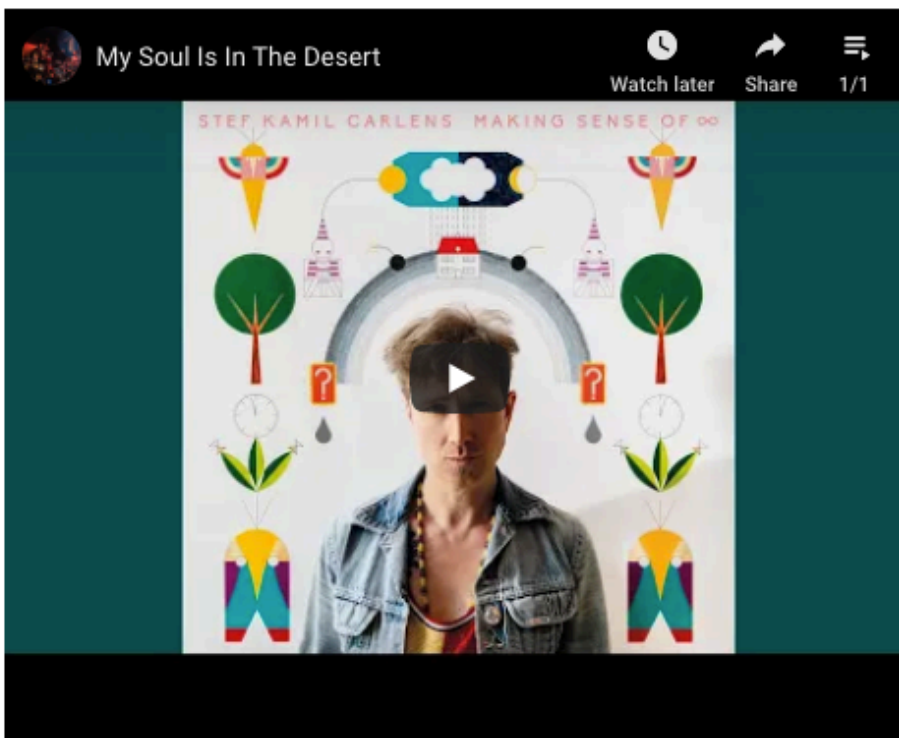 My Soul Is In The Desert
Watch later
Share
1/1
STEF KAMIL CARLENS MAKING SENSE OF ∞
?
?